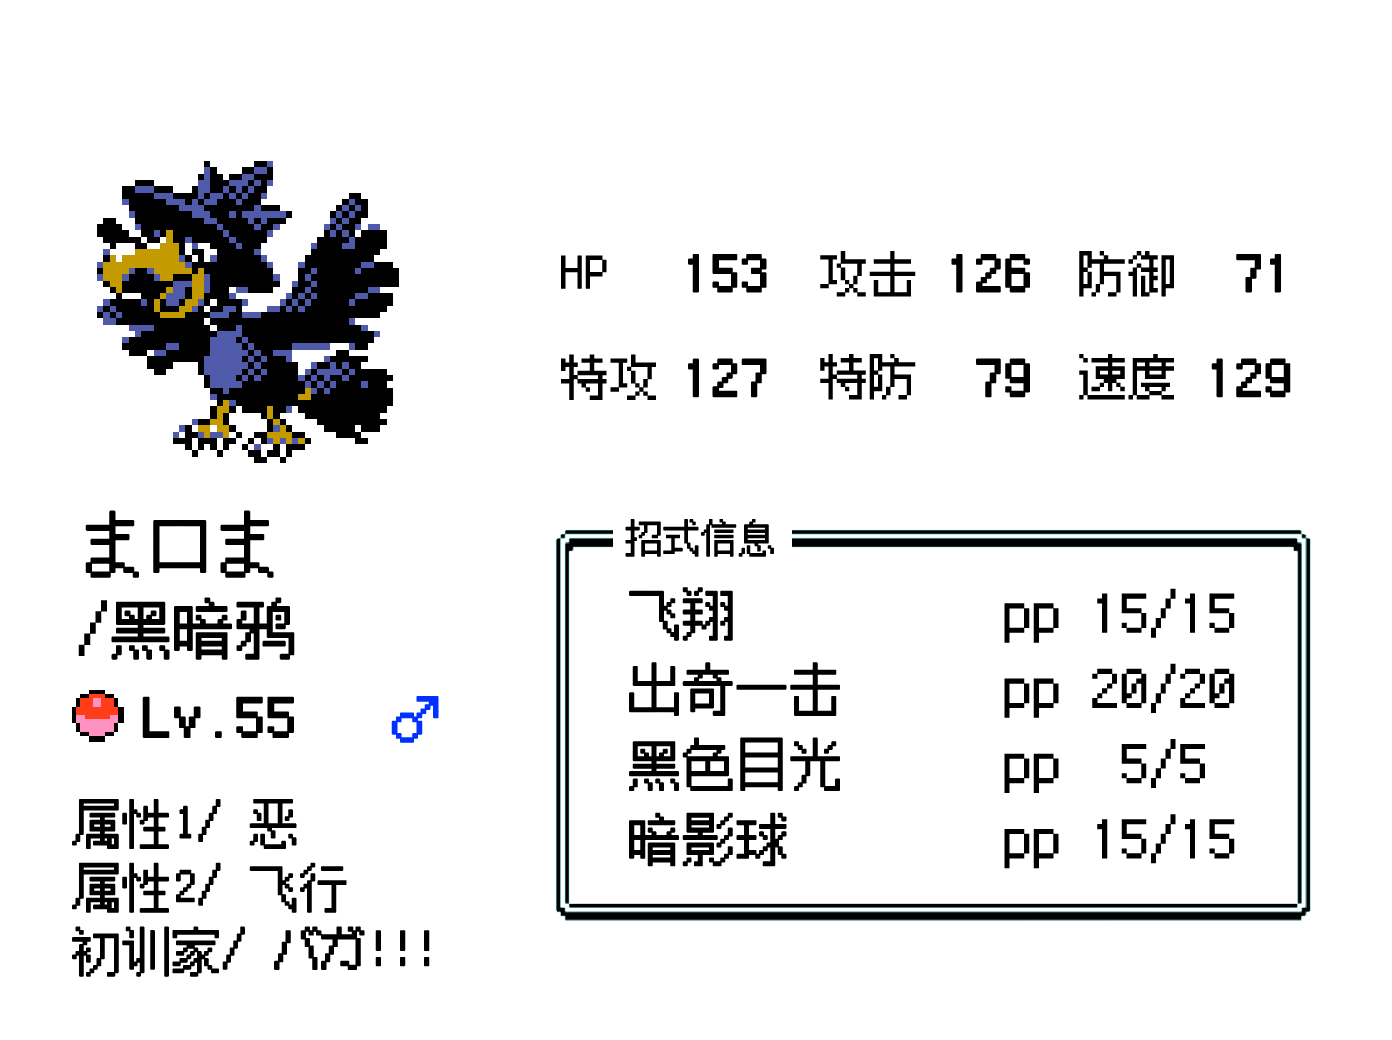 HP 153 攻击 126 防御 71
特攻 127 特防 79 速度 129
ま口ま
/黑暗鸦
Lv.55 ♂
属性1/ 恶
属性2/ 飞行
初训家/ バガ!!!
招式信息
飞翔 pp 15/15
出奇一击 pp 20/20
黑色目光 pp 5/5
暗影球 pp 15/15